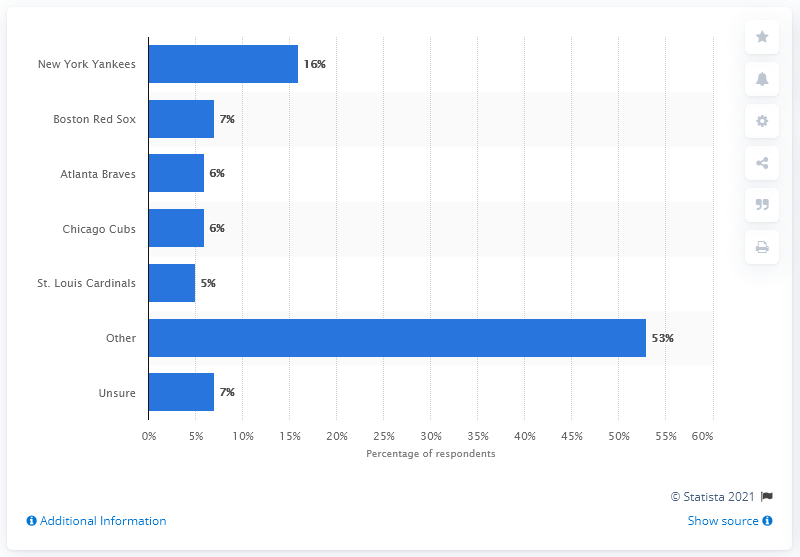 New York Yankees 16%
Boston Red Sox 7%
Atlanta Braves 6%
Chicago Cubs 6%
St. Louis Cardinals 5%
Other 53%
Unsure 7%
0% 5% 10% 15% 20% 25% 30% 35% 40% 45% 50% 55% 60%
Percentage of respondents
© Statista 2021
Additional Information Show source